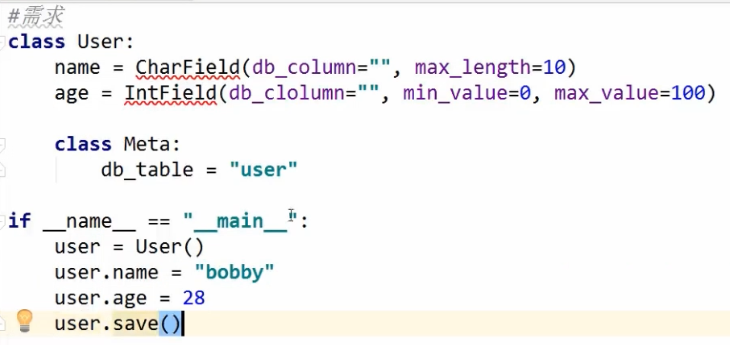 #需求
class User:
    name = CharField(db_column="", max_length=10)
    age = IntField(db_clolumn="", min_value=0, max_value=100)
    class Meta:
        db_table = "user"
if __name__ == "__main__":
    user = User()
    user.name = "bobby"
    user.age = 28
    user.save()